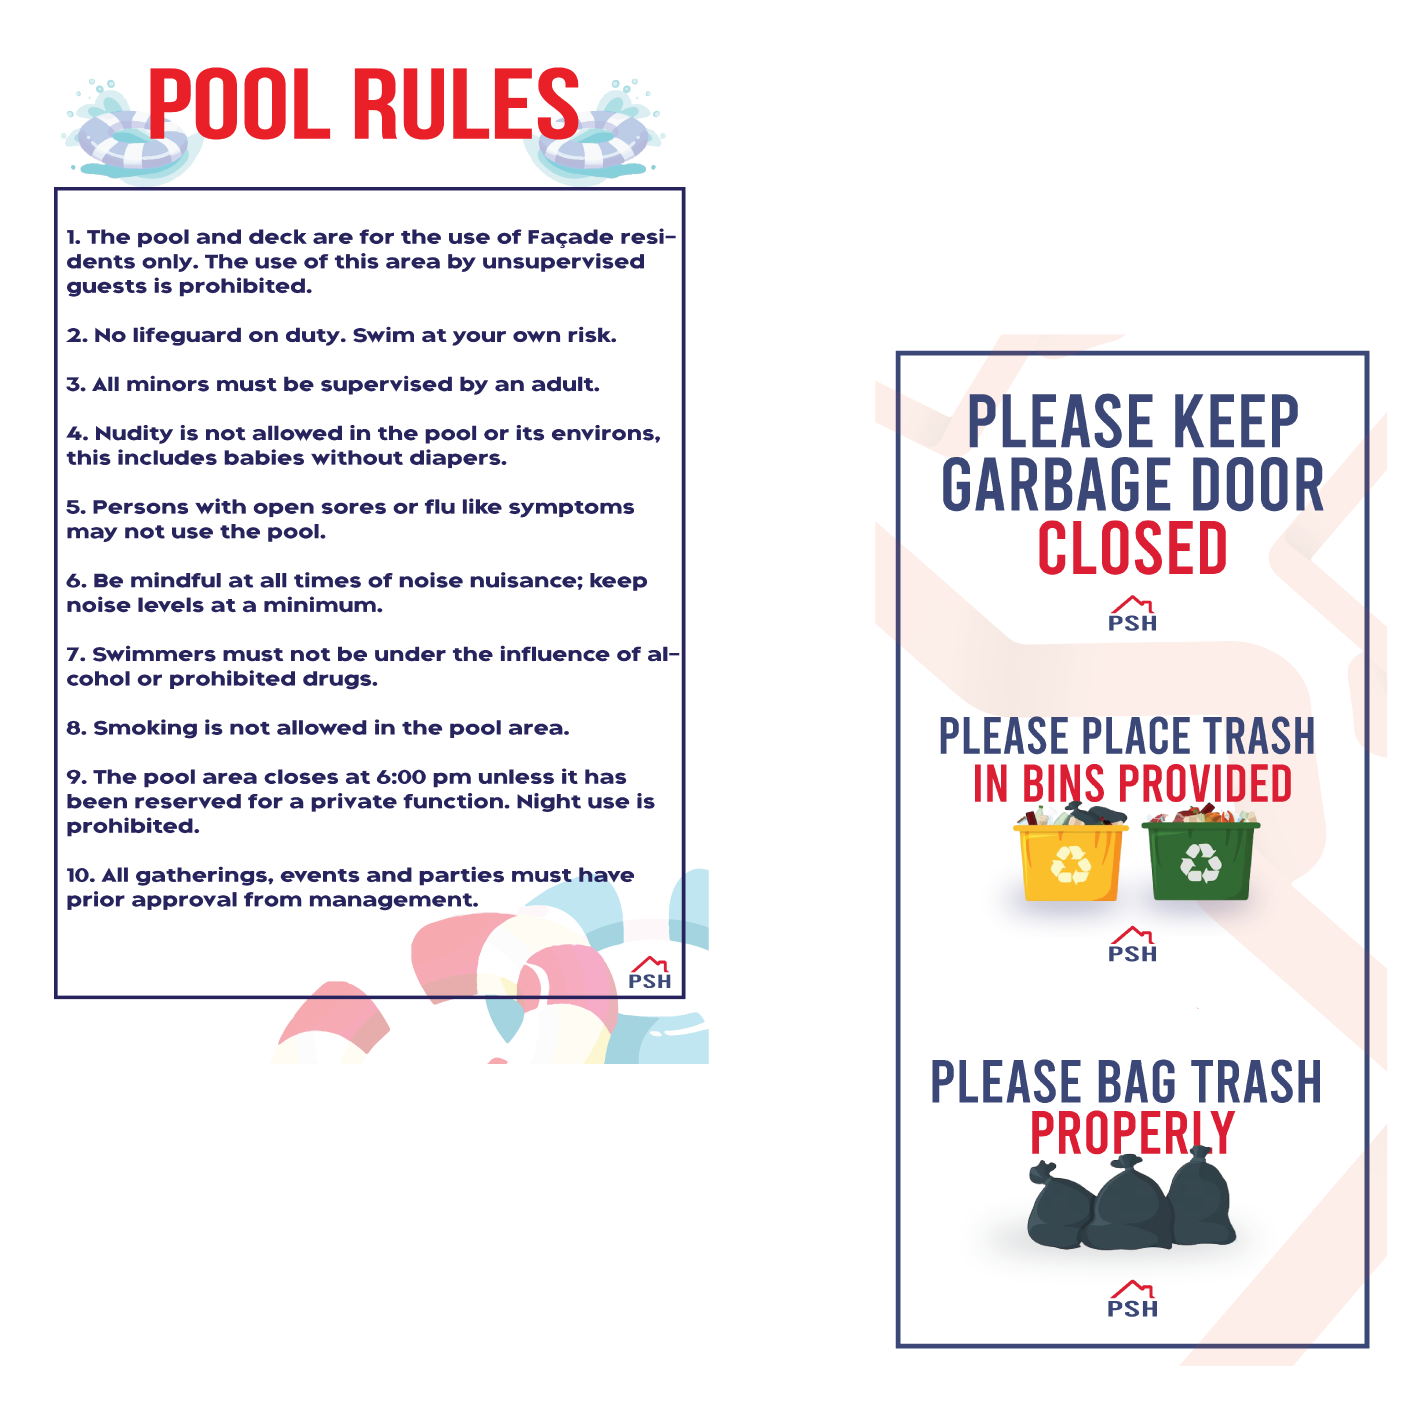 POOL RULES
1. The pool and deck are for the use of Façade resi-
dents only. The use of this area by unsupervised
guests is prohibited.
2. No lifeguard on duty. Swim at your own risk.
3. All minors must be supervised by an adult.
4. Nudity is not allowed in the pool or its environs,
this includes babies without diapers.
5. Persons with open sores or flu like symptoms
may not use the pool.
6. Be mindful at all times of noise nuisance; keep
noise levels at a minimum.
7. Swimmers must not be under the influence of al-
cohol or prohibited drugs.
8. Smoking is not allowed in the pool area.
9. The pool area closes at 6:00 pm unless it has
been reserved for a private function. Night use is
prohibited.
10. All gatherings, events and parties must have
prior approval from management.
PSH
PLEASE KEEP
GARBAGE DOOR
CLOSED
PSH
PLEASE PLACE TRASH
IN BINS PROVIDED
PSH
PLEASE BAG TRASH
PROPERLY
PSH